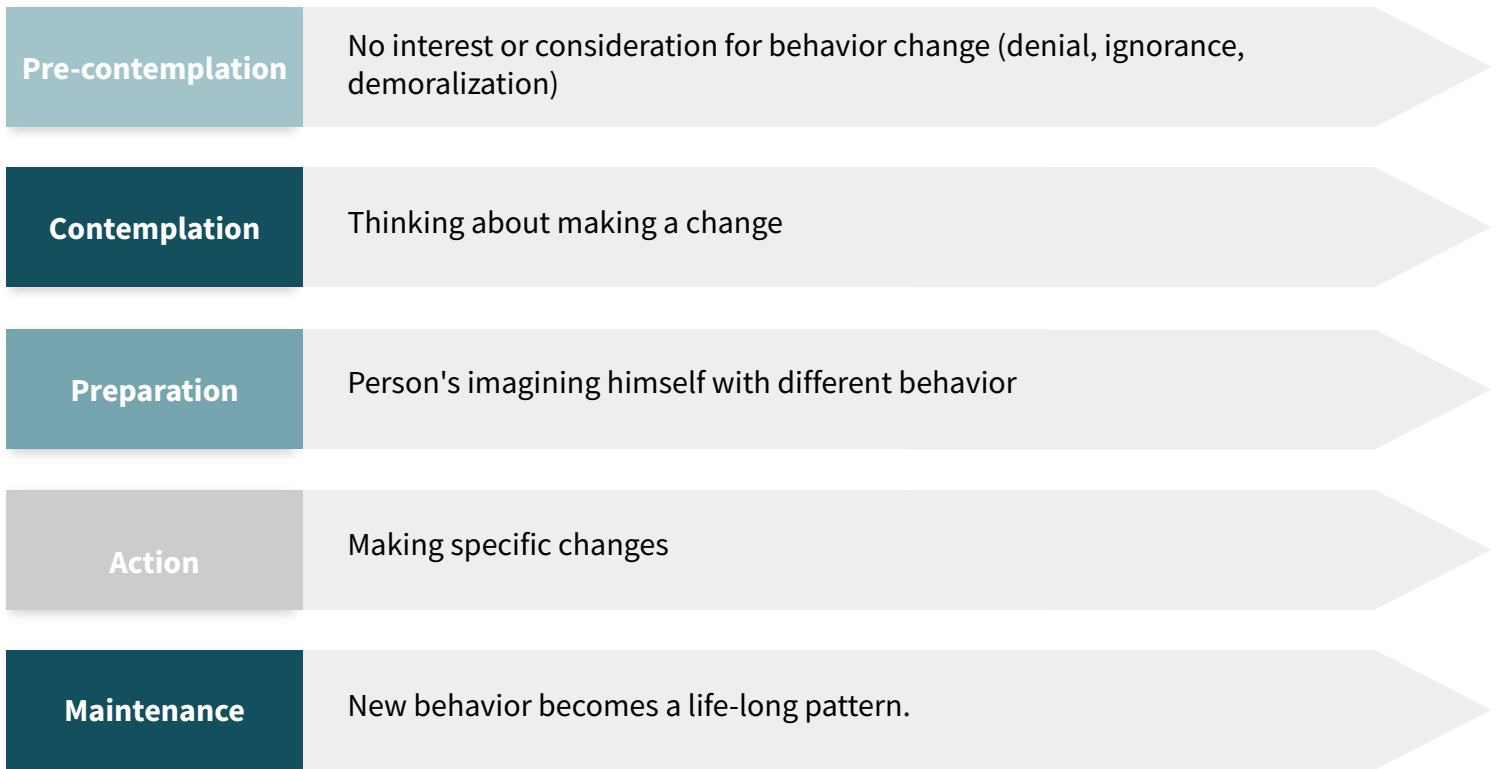 Pre-contemplation
No interest or consideration for behavior change (denial, ignorance,
demoralization)
Contemplation
Thinking about making a change
Preparation
Person's imagining himself with different behavior
Action
Making specific changes
Maintenance
New behavior becomes a life-long pattern.